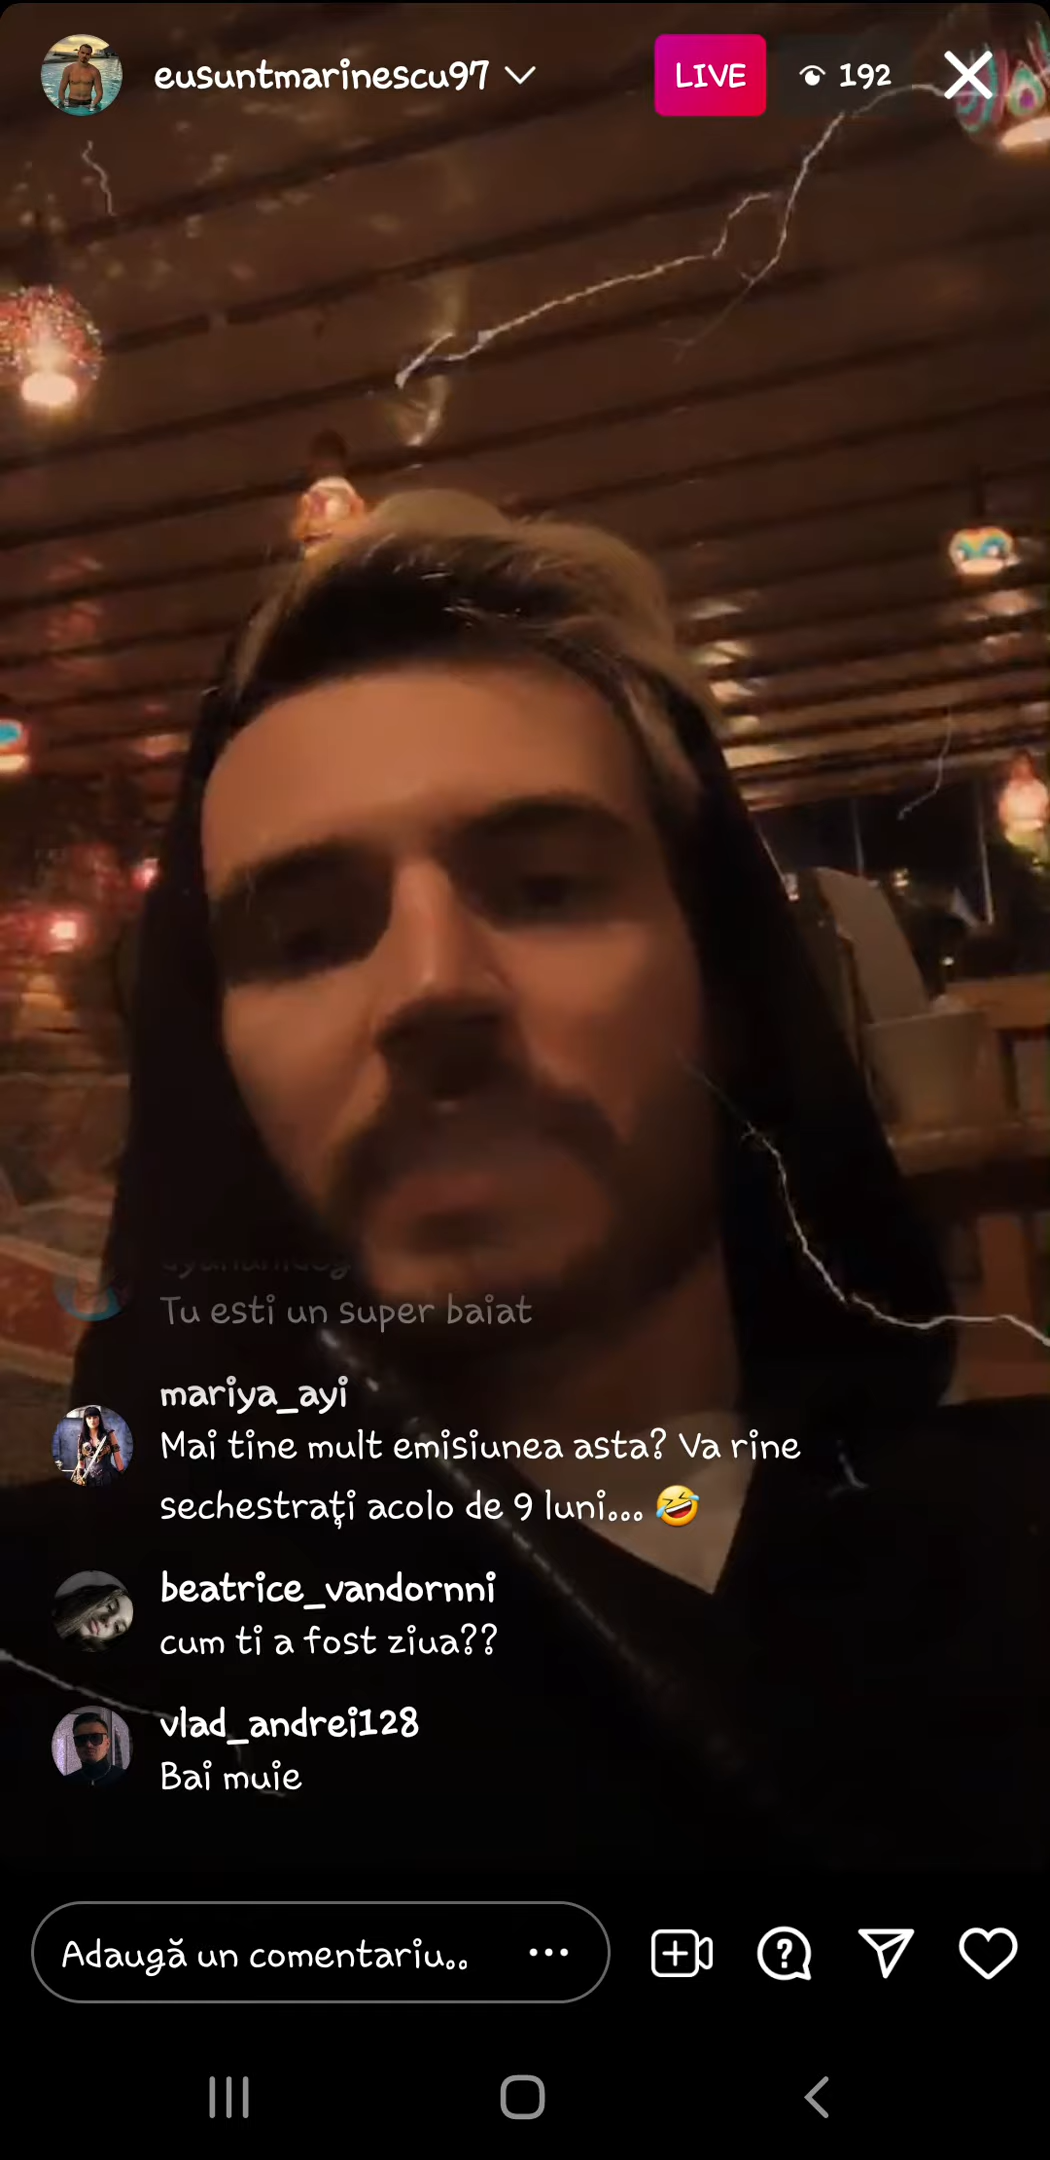 eusuntmarinescu97
LIVE
192
Tu esti un super baiat
mariya_ayi
Mai tine mult emisiunea asta? Va rine
sechestrați acolo de 9 luni... 🤣
beatrice_vandornni
cum ti a fost ziua??
vlad_andrei128
Bai muie
Adaugă un comentariu..